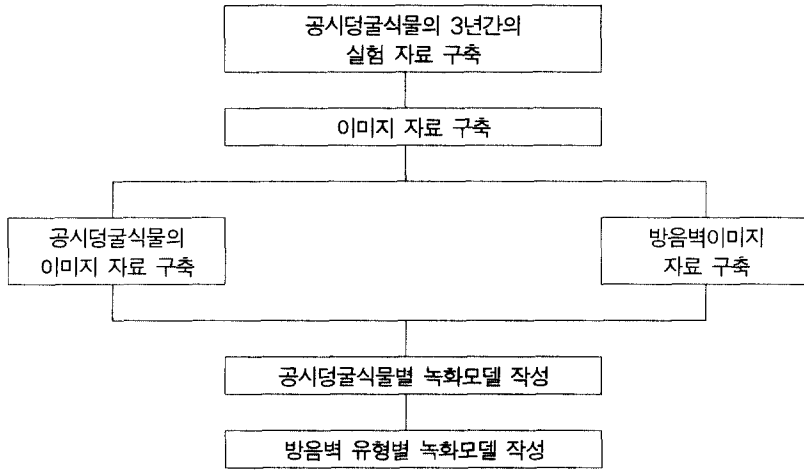 공시덩굴식물의 3년간의
실험 자료 구축
이미지 자료 구축
공시덩굴식물의
이미지 자료 구축
방음벽이미지
자료 구축
공시덩굴식물별 녹화모델 작성
방음벽 유형별 녹화모델 작성